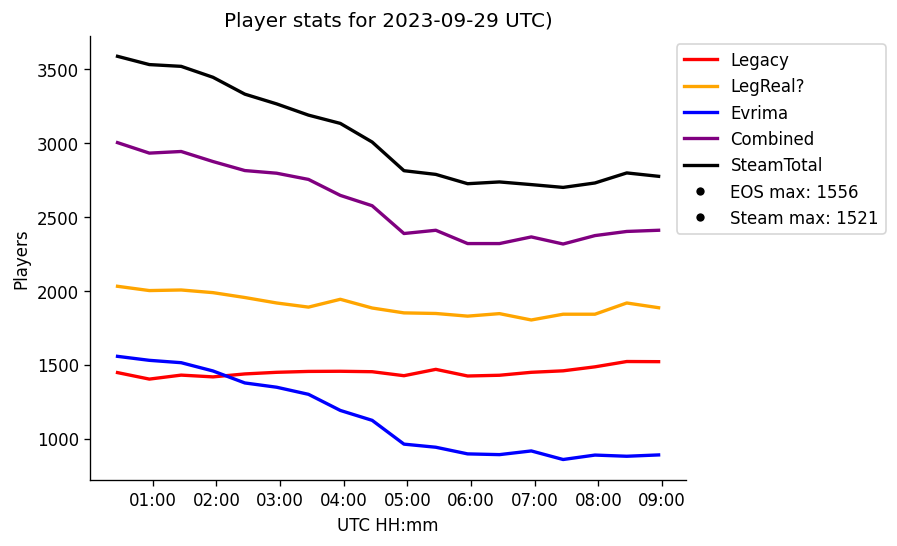 Player stats for 2023-09-29 UTC)
Legacy
LegReal?
Evrima
Combined
SteamTotal
EOS max: 1556
Steam max: 1521
Players
3500
3000
2500
2000
1500
1000
01:00 02:00 03:00 04:00 05:00 06:00 07:00 08:00 09:00
UTC HH:mm